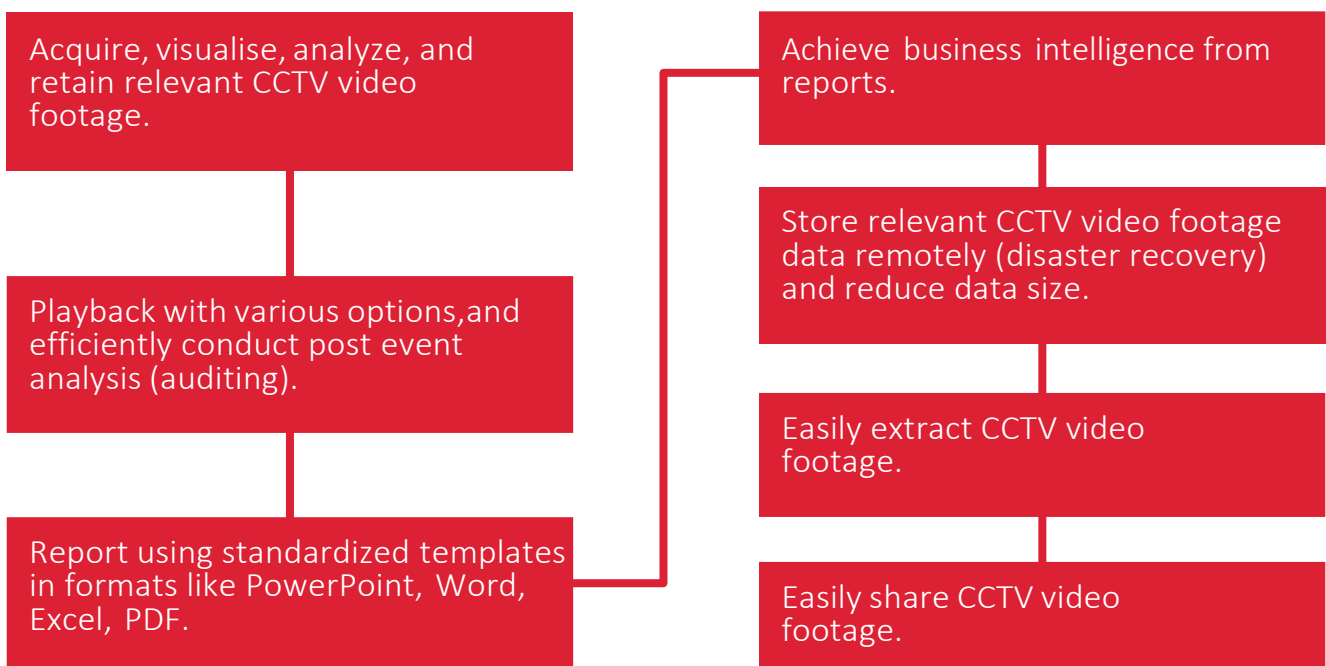 Acquire, visualise, analyze, and
retain relevant CCTV video
footage.
Playback with various options,and
efficiently conduct post event
analysis (auditing).
Report using standardized templates
in formats like PowerPoint, Word,
Excel, PDF.
Achieve business intelligence from
reports.
Store relevant CCTV video footage
data remotely (disaster recovery)
and reduce data size.
Easily extract CCTV video
footage.
Easily share CCTV video
footage.